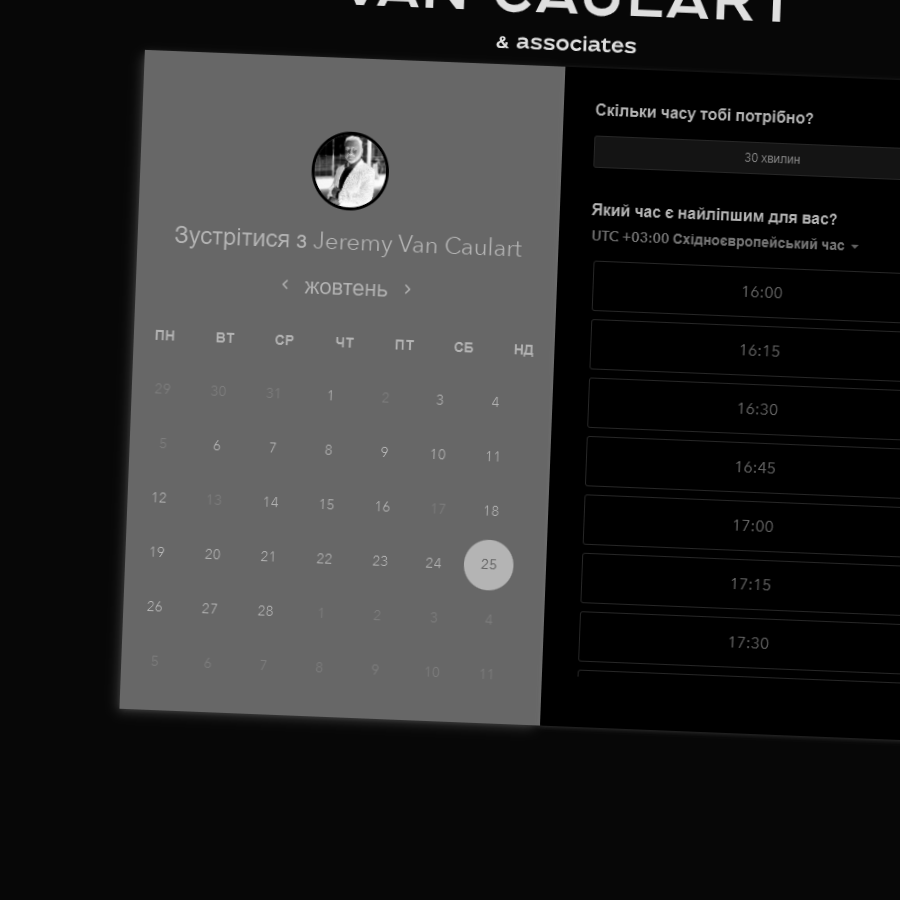 VAN CAULART
& associates
Зустрітися з Jeremy Van Caulart
жовтень
ПН ВТ СР ЧТ ПТ СБ НД
29 30 31 1 2 3 4
5 6 7 8 9 10 11
12 13 14 15 16 17 18
19 20 21 22 23 24 25
26 27 28 1 2 3 4
5 6 7 8 9 10 11
Скільки часу тобі потрібно?
30 хвилин
Який час є найліпшим для вас?
UTC +03:00 Східноєвропейський час
16:00
16:15
16:30
16:45
17:00
17:15
17:30